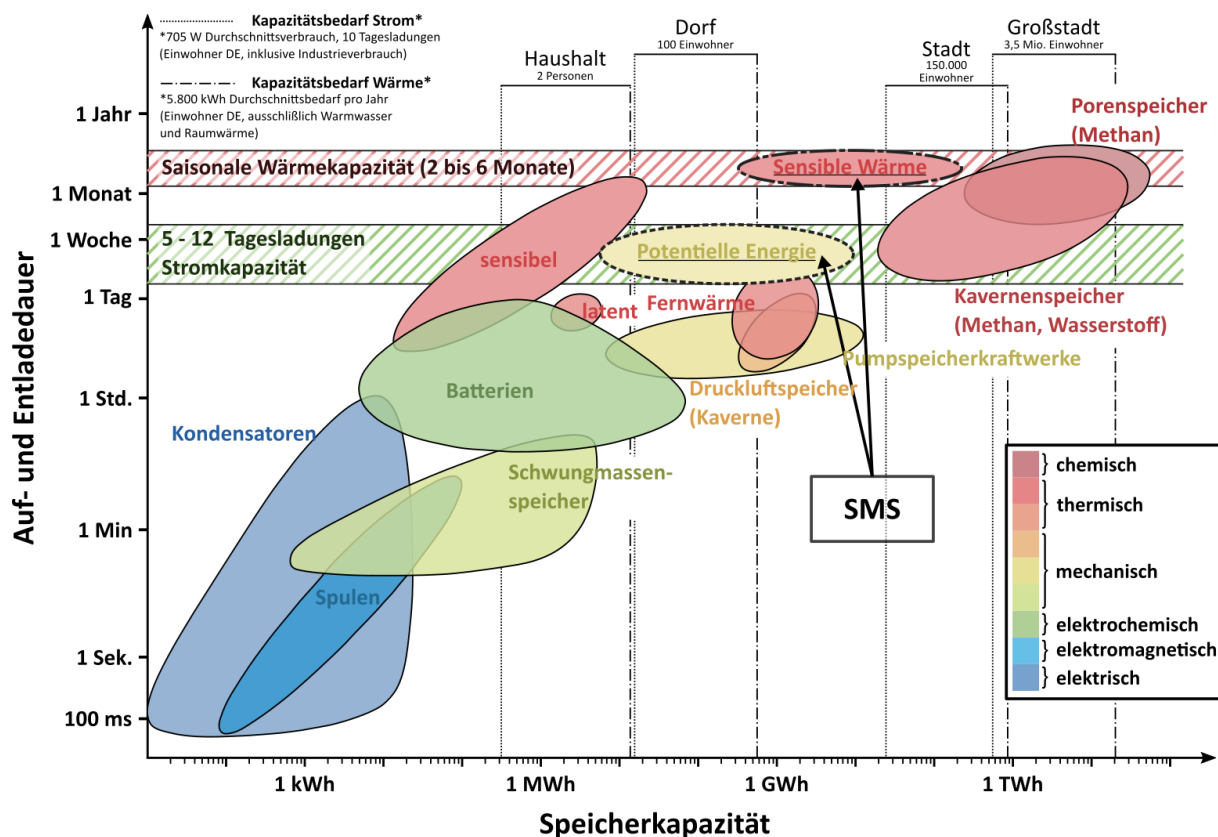 Kapazitätsbedarf Strom*
*705 W Durchschnittsverbrauch, 10 Tagesladungen
(Einwohner DE, inklusive Industrieverbrauch)
Kapazitätsbedarf Wärme*
*5.800 kWh Durchschnittsbedarf pro Jahr
(Einwohner DE, ausschlißlich Warmwasser
und Raumwärme)
Haushalt
2 Personen
Dorf
100 Einwohner
Stadt
150.000
Einwohner
Großstadt
3,5 Mio. Einwohner
Auf- und Entladedauer
1 Jahr
1 Monat
1 Woche
1 Tag
1 Std.
1 Min
1 Sek.
100 ms
Porenspeicher
(Methan)
Saisonale Wärmekapazität (2 bis 6 Monate)
Sensible Wärme
5 - 12 Tagesladungen
Stromkapazität
sensibel
Potentielle Energie
latent
Fernwärme
Kavernenspeicher
(Methan, Wasserstoff)
Pumpspeicherkraftwerke
Batterien
Druckluftspeicher
(Kaverne)
Kondensatoren
Schwungmassen-
speicher
SMS
Spulen
chemisch
thermisch
mechanisch
elektrochemisch
elektromagnetisch
elektrisch
1 kWh
1 MWh
1 GWh
1 TWh
Speicherkapazität